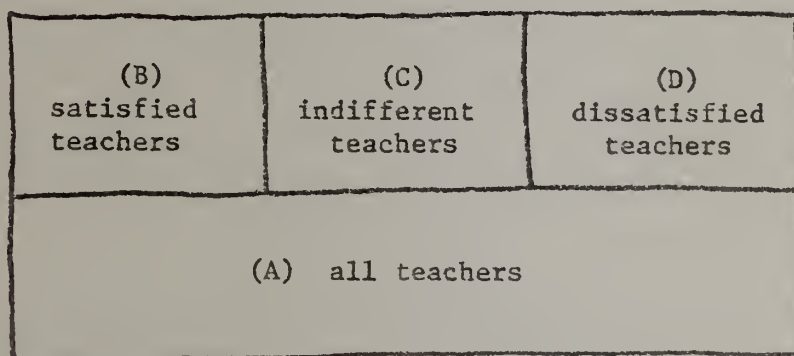 (B)
satisfied
teachers
(C)
indifferent
teachers
(D)
dissatisfied
teachers
(A) all teachers